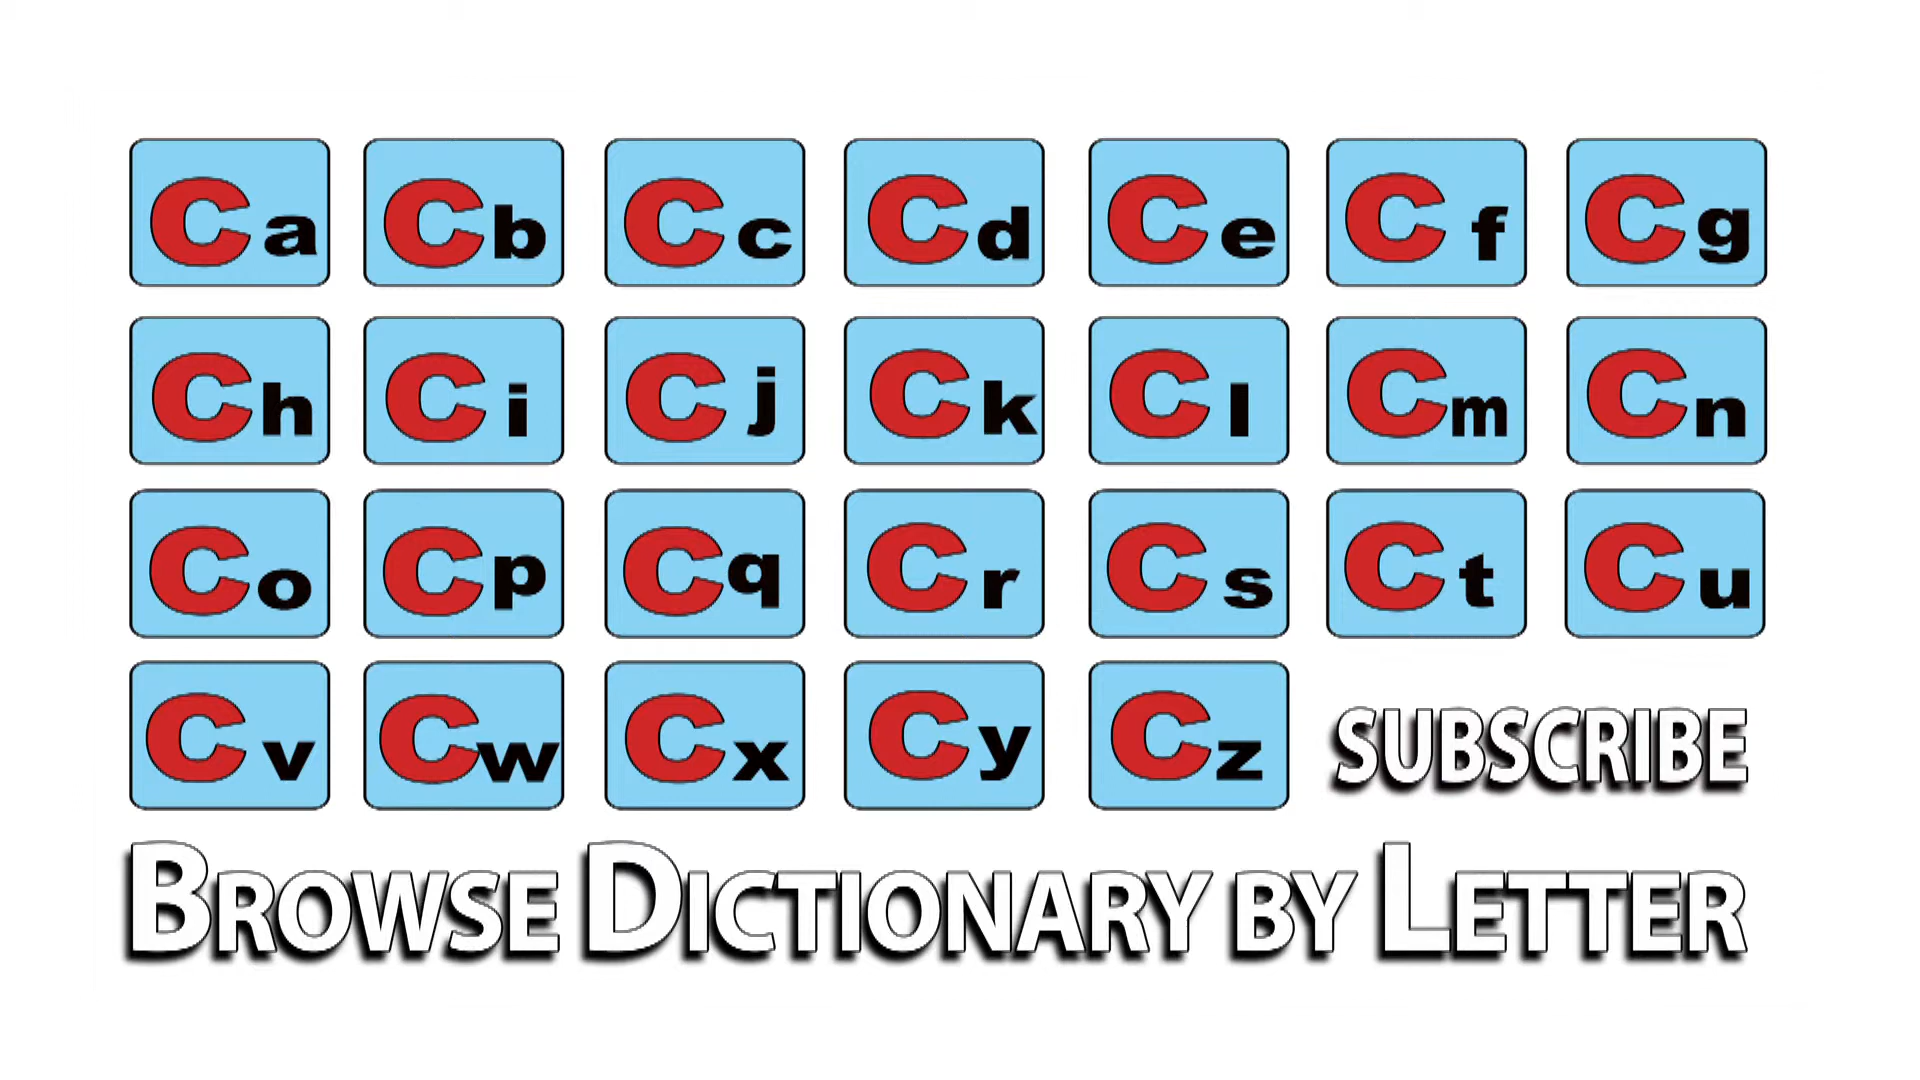 Ca Cb Cc Cd Ce Cf Cg
Ch Ci Cj Ck Cl Cm Cn
Co Cp Cq Cr Cs Ct Cu
Cv Cw Cx Cy Cz SUBSCRIBE
BROWSE DICTIONARY BY LETTER